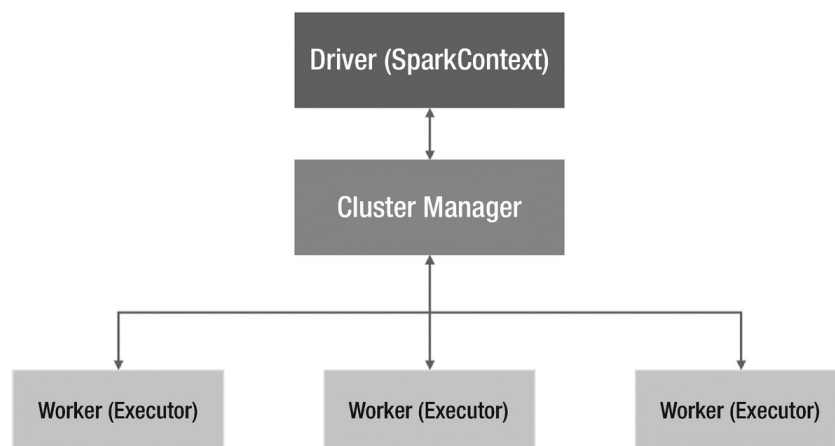 Driver (SparkContext)
Cluster Manager
Worker (Executor)
Worker (Executor)
Worker (Executor)